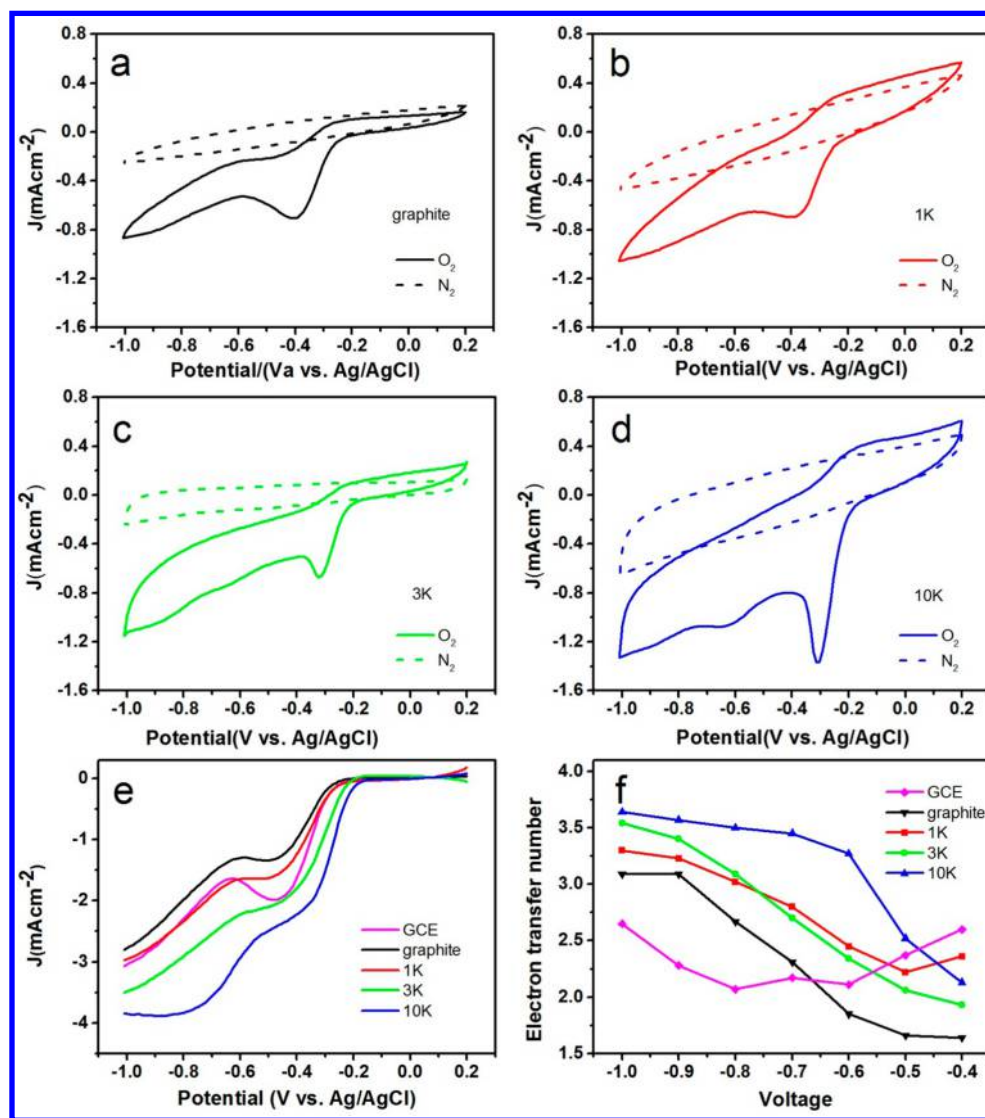 a
J(mAcm-2)
0.8
0.4
0.0
-0.4
-0.8
-1.2
-1.6
graphite
O2
N2
-1.0 -0.8 -0.6 -0.4 -0.2 0.0 0.2
Potential/(Va vs. Ag/AgCl)
b
J(mAcm-2)
0.8
0.4
0.0
-0.4
-0.8
-1.2
-1.6
1K
O2
N2
-1.0 -0.8 -0.6 -0.4 -0.2 0.0 0.2
Potential(V vs. Ag/AgCl)
c
J(mAcm-2)
0.8
0.4
0.0
-0.4
-0.8
-1.2
-1.6
3K
O2
N2
-1.0 -0.8 -0.6 -0.4 -0.2 0.0 0.2
Potential(V vs. Ag/AgCl)
d
J(mAcm-2)
0.8
0.4
0.0
-0.4
-0.8
-1.2
-1.6
10K
O2
N2
-1.0 -0.8 -0.6 -0.4 -0.2 0.0 0.2
Potential(V vs. Ag/AgCl)
e
J(mAcm-2)
0
-1
-2
-3
-4
GCE
graphite
1K
3K
10K
-1.0 -0.8 -0.6 -0.4 -0.2 0.0 0.2
Potential (V vs. Ag/AgCl)
f
Electron transfer number
4.0
3.5
3.0
2.5
2.0
1.5
GCE
graphite
1K
3K
10K
-1.0 -0.9 -0.8 -0.7 -0.6 -0.5 -0.4
Voltage